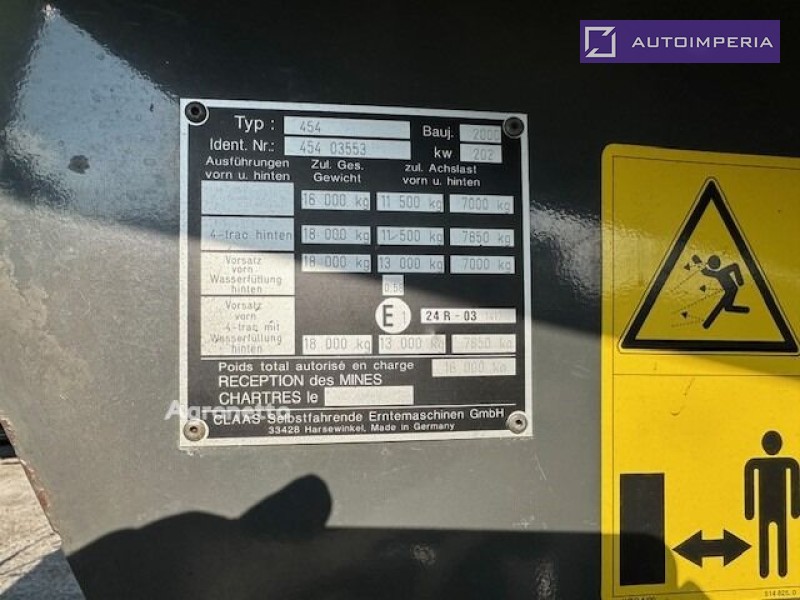 AUTOIMPERIA
Typ : 454 Bauj. 2000
Ident. Nr.: 454 03553 kw 202
Ausführungen vorn u. hinten
Zul. Ges. Gewicht
zul. Achslast vorn u. hinten
18 000 kg 11 500 kg 7000 kg
4-trac hinten 18 000 kg 11 500 kg 7850 kg
Vorsatz
vorn
Wasserfüllung
hinten
18 000 kg 13 000 kg 7000 kg
0.58
E 1 24 R - 03
Vorsatz
vorn
4-trac mit
Wasserfüllung
hinten
18 000 kg 13 000 kg 7850 kg
Poids total autorisé en charge 16 000 kg
RECEPTION des MINES
CHARTRES le
Agronetto
CLAAS-Selbstfahrende Erntemaschinen GmbH
33428 Harsewinkel, Made in Germany